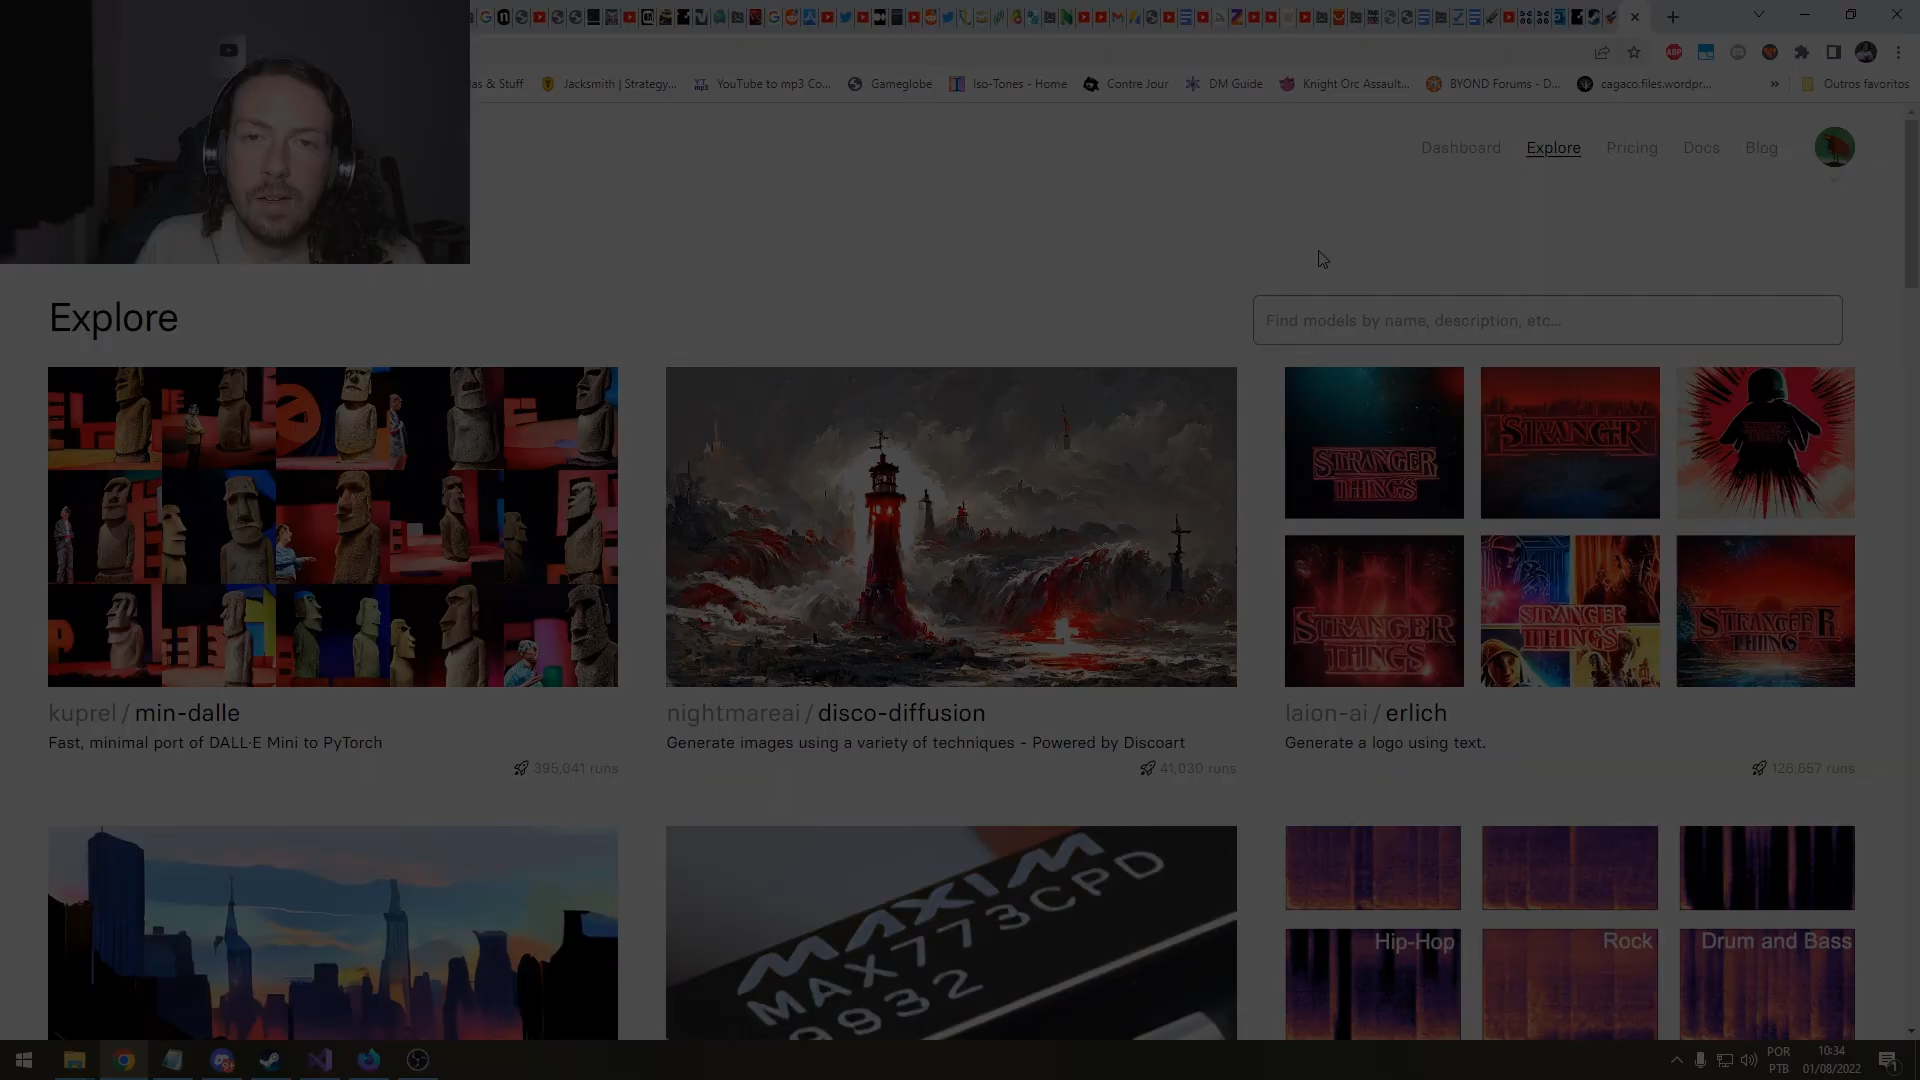 as & Stuff
Jacksmith | Strategy...
YouTube to mp3 Co...
Gameglobe
Iso-Tones - Home
Contre Jour
DM Guide
Knight Orc Assault...
BYOND Forums - D...
cagaco.files.wordpr...
»
Outros favoritos
Dashboard
Explore
Pricing
Docs
Blog
Explore
Find models by name, description, etc...
STRANGER
THINGS
STRANGER
STRANGER
THINGS
STRANGER
THINGS
STRANGER
THING
kuprel / min-dalle
Fast, minimal port of DALL·E Mini to PyTorch
395,041 runs
nightmareai / disco-diffusion
Generate images using a variety of techniques - Powered by Discoart
41,030 runs
laion-ai / erlich
Generate a logo using text.
126,657 runs
MAXIM
MAX773CPD
9932
Hip-Hop
Rock
Drum and Bass
POR
PTB
10:34
01/08/2022